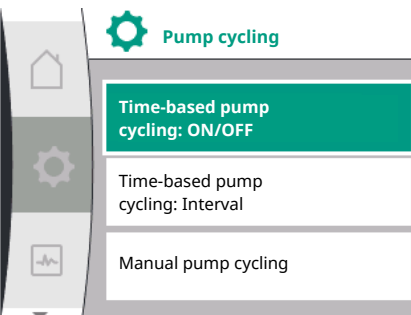 Pump cycling
Time-based pump
cycling: ON/OFF
Time-based pump
cycling: Interval
Manual pump cycling